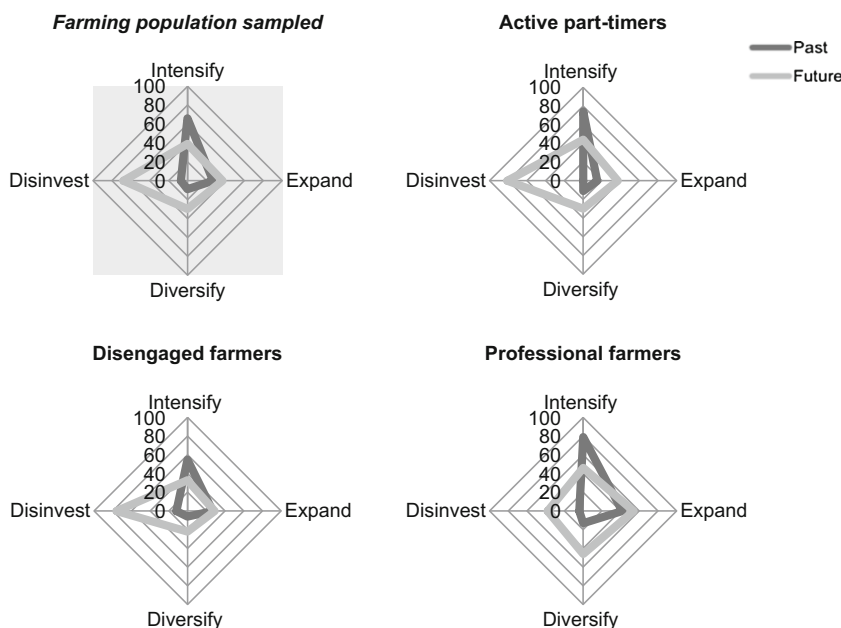 Farming population sampled
Active part-timers
Past
Future
Intensify
100
80
60
40
20
0
Disinvest
Expand
Diversify
Intensify
100
80
60
40
20
0
Disinvest
Expand
Diversify
Disengaged farmers
Professional farmers
Intensify
100
80
60
40
20
0
Disinvest
Expand
Diversify
Intensify
100
80
60
40
20
0
Disinvest
Expand
Diversify